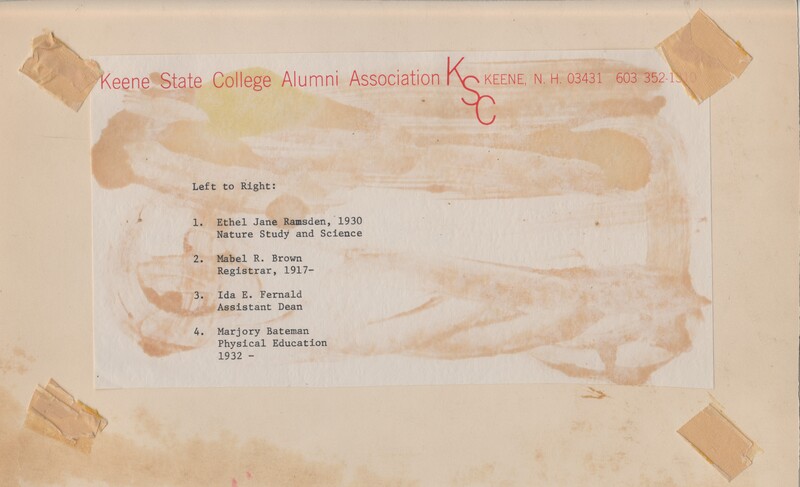 Keene State College Alumni Association KSC KEENE, N. H. 03431 603 352-1
Left to Right:
1. Ethel Jane Ramsden, 1930
Nature Study and Science
2. Mabel R. Brown
Registrar, 1917-
3. Ida E. Fernald
Assistant Dean
4. Marjory Bateman
Physical Education
1932 -